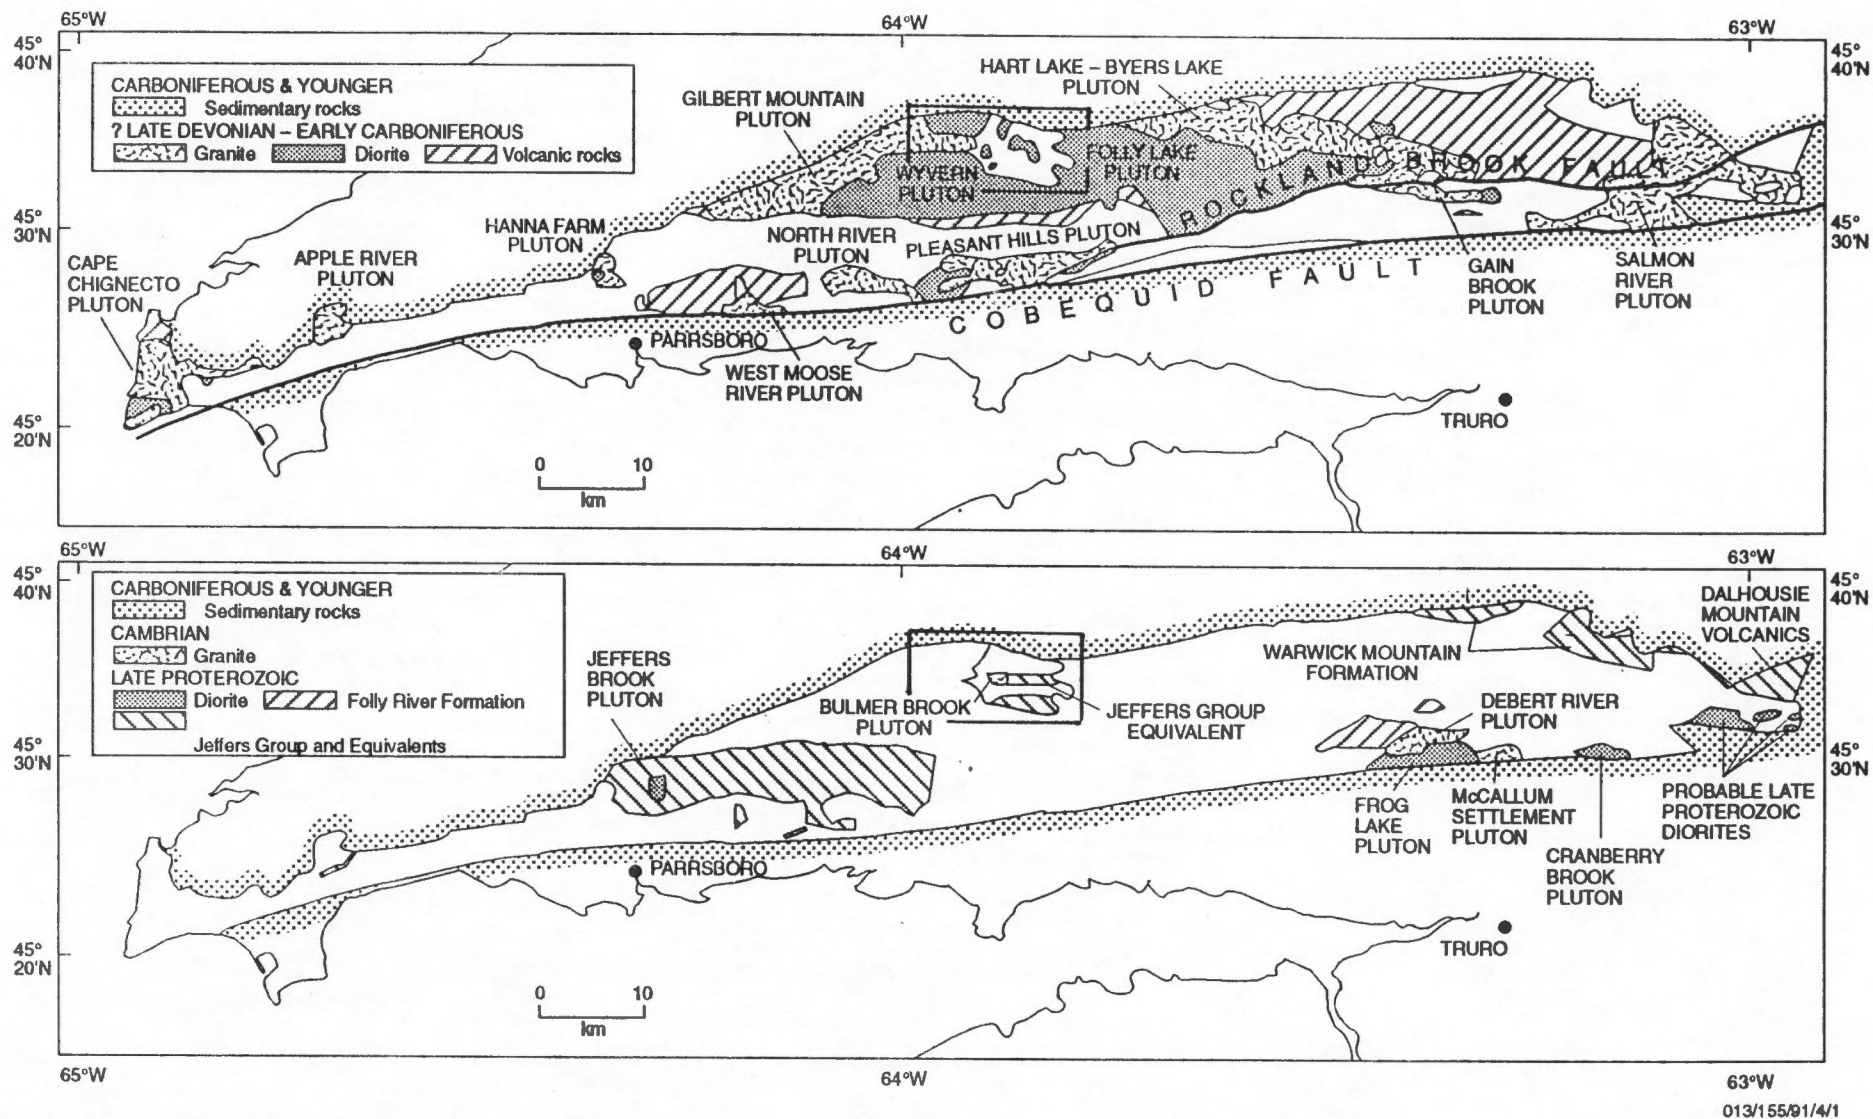 65°W
64°W
63°W
45°
40'N
45°
40'N
CARBONIFEROUS & YOUNGER
Sedimentary rocks
? LATE DEVONIAN – EARLY CARBONIFEROUS
Granite
Diorite
Volcanic rocks
HART LAKE – BYERS LAKE
PLUTON
GILBERT MOUNTAIN
PLUTON
WYVERN
PLUTON
FOLLY LAKE
PLUTON
ROCKLAND BROOK FAULT
45°
30'N
45°
30'N
HANNA FARM
PLUTON
NORTH RIVER
PLUTON
PLEASANT HILLS PLUTON
APPLE RIVER
PLUTON
CAPE
CHIGNECTO
PLUTON
GAIN
BROOK
PLUTON
SALMON
RIVER
PLUTON
COBEQUID FAULT
PARRSBORO
WEST MOOSE
RIVER PLUTON
TRURO
45°
20'N
0 10
km
65°W
64°W
63°W
45°
40'N
45°
40'N
CARBONIFEROUS & YOUNGER
Sedimentary rocks
CAMBRIAN
Granite
LATE PROTEROZOIC
Diorite
Folly River Formation
Jeffers Group and Equivalents
JEFFERS
BROOK
PLUTON
BULMER BROOK
PLUTON
JEFFERS GROUP
EQUIVALENT
WARWICK MOUNTAIN
FORMATION
DALHOUSIE
MOUNTAIN
VOLCANICS
DEBERT RIVER
PLUTON
45°
30'N
45°
30'N
FROG
LAKE
PLUTON
McCALLUM
SETTLEMENT
PLUTON
CRANBERRY
BROOK
PLUTON
PROBABLE LATE
PROTEROZOIC
DIORITES
PARRSBORO
TRURO
45°
20'N
0 10
km
65°W
64°W
63°W
013/155/91/4/1